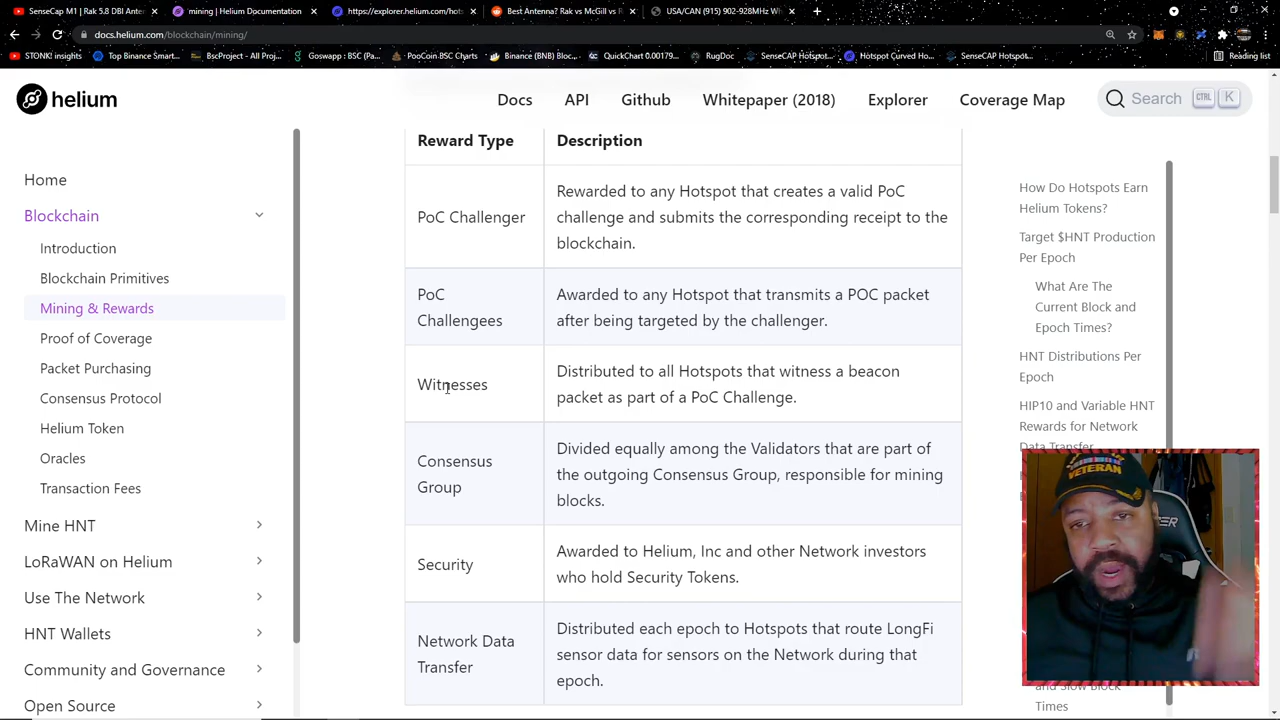 SenseCap M1 | Rak 5.8 DBI Anten
mining | Helium Documentation
https://explorer.helium.com/hot
Best Antenna? Rak vs McGill vs R
USA/CAN (915) 902-928MHz Wh
docs.helium.com/blockchain/mining/
STONK! insights
Top Binance Smart...
BscProject - All Proj...
Goswapp : BSC (Pa...
PooCoin BSC Charts
Binance (BNB) Bloc...
QuickChart 0.00179...
RugDoc
SenseCAP Hotspot...
Hotspot Curved Ho...
SenseCAP Hotspot...
Reading list
helium
Docs
API
Github
Whitepaper (2018)
Explorer
Coverage Map
Search
CTRL
K
Home
Blockchain
Introduction
Blockchain Primitives
Mining & Rewards
Proof of Coverage
Packet Purchasing
Consensus Protocol
Helium Token
Oracles
Transaction Fees
Mine HNT
LoRaWAN on Helium
Use The Network
HNT Wallets
Community and Governance
Open Source
Reward Type
Description
PoC Challenger
Rewarded to any Hotspot that creates a valid PoC
challenge and submits the corresponding receipt to the
blockchain.
PoC
Challengees
Awarded to any Hotspot that transmits a POC packet
after being targeted by the challenger.
Witnesses
Distributed to all Hotspots that witness a beacon
packet as part of a PoC Challenge.
Consensus
Group
Divided equally among the Validators that are part of
the outgoing Consensus Group, responsible for mining
blocks.
Security
Awarded to Helium, Inc and other Network investors
who hold Security Tokens.
Network Data
Transfer
Distributed each epoch to Hotspots that route LongFi
sensor data for sensors on the Network during that
epoch.
How Do Hotspots Earn
Helium Tokens?
Target $HNT Production
Per Epoch
What Are The
Current Block and
Epoch Times?
HNT Distributions Per
Epoch
HIP10 and Variable HNT
Rewards for Network
Data Transfer
VETERAN
and Slow Block
Times